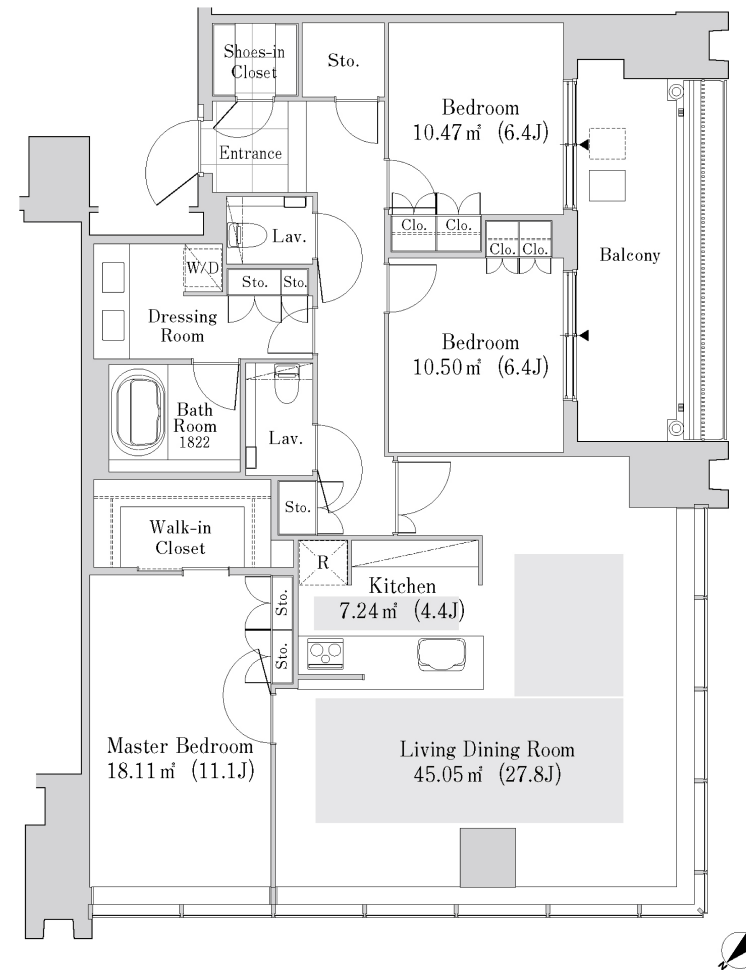 Shoes-in
Closet
Sto.
Bedroom
10.47㎡ (6.4J)
Entrance
Lav.
Clo.
Clo.
Clo.
Clo.
Balcony
W/D
Sto.
Sto.
Dressing
Room
Bedroom
10.50㎡ (6.4J)
Bath
Room
1822
Lav.
Sto.
Walk-in
Closet
R
Kitchen
7.24㎡ (4.4J)
Sto.
Sto.
Master Bedroom
18.11㎡ (11.1J)
Living Dining Room
45.05㎡ (27.8J)
N